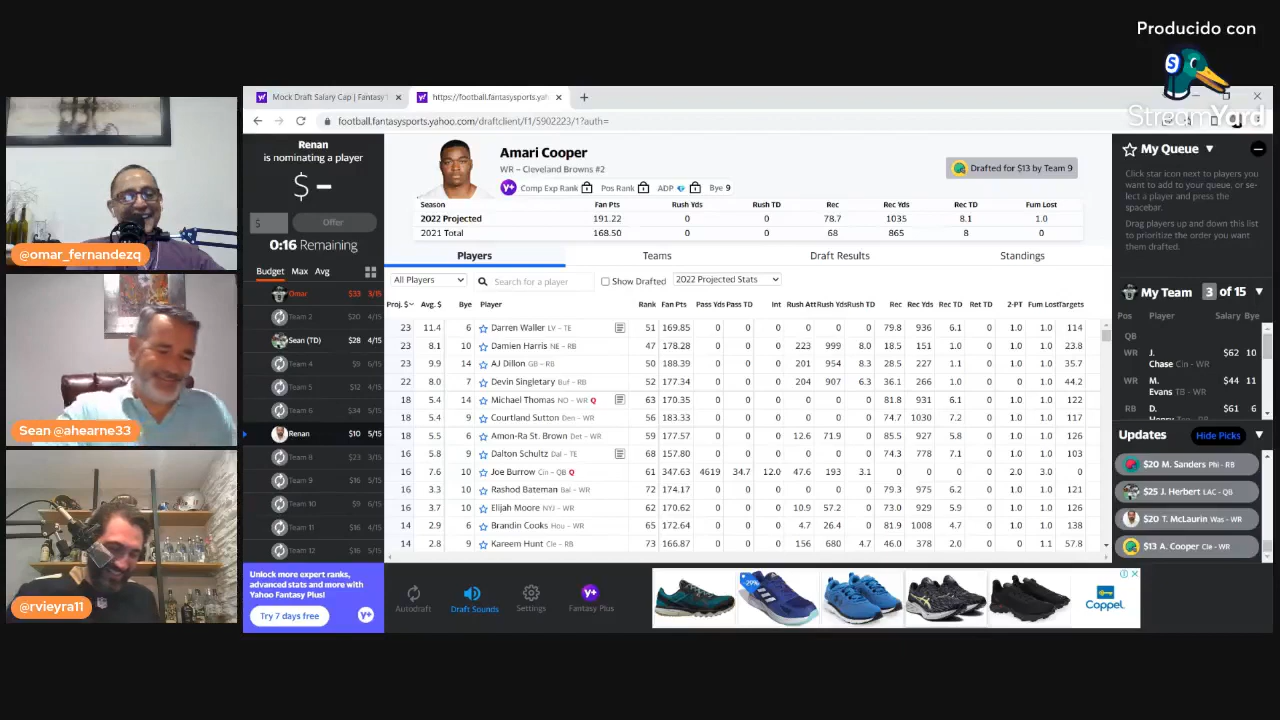 Producido con
StreamYard
Mock Draft Salary Cap | Fantasy
https://football.fantasysports.yah
football.fantasysports.yahoo.com/draftclient/f1/5902223/1?auth=
Renan
is nominating a player
$ –
$
Offer
0:16 Remaining
Budget Max Avg
Omar $33 3/15
Team 2 $20 4/15
Sean (TD) $28 4/15
Team 4 $9 4/15
Team 5 $12 4/15
Team 6 $34 5/15
Renan $10 5/15
Team 8 $23 3/15
Team 9 $16 5/15
Team 10 $9 6/15
Team 11 $16 4/15
Team 12 $16 5/15
Unlock more expert ranks,
advanced stats and more with
Yahoo Fantasy Plus!
Try 7 days free
Amari Cooper
WR – Cleveland Browns #2
Comp Exp Rank Pos Rank ADP Bye 9
Drafted for $13 by Team 9
Season Fan Pts Rush Yds Rush TD Rec Rec Yds Rec TD Fum Lost
2022 Projected 191.22 0 0 78.7 1035 8.1 1.0
2021 Total 168.50 0 0 68 865 8 0
Players Teams Draft Results Standings
All Players Search for a player Show Drafted 2022 Projected Stats
Proj. $ Avg. $ Bye Player Rank Fan Pts Pass Yds Pass TD Int Rush Att Rush Yds Rush TD Rec Rec Yds Rec TD Ret TD 2-PT Fum Lost Targets
23 11.4 6 Darren Waller LV – TE 51 169.85 0 0 0 0 0 0 79.8 936 6.1 0 1.0 1.0 114
23 8.1 10 Damien Harris NE – RB 47 178.28 0 0 0 223 999 8.0 18.5 151 1.0 0 1.0 1.0 23.8
23 9.9 14 AJ Dillon GB – RB 50 188.39 0 0 0 201 954 8.3 28.5 227 1.1 0 1.0 1.0 35.7
22 8.0 7 Devin Singletary Buf – RB 52 177.34 0 0 0 204 907 6.3 36.1 266 1.0 0 1.0 1.0 44.2
18 5.4 14 Michael Thomas NO – WR Q 63 170.35 0 0 0 0 0 0 81.8 931 6.1 0 1.0 1.0 122
18 5.4 9 Courtland Sutton Den – WR 56 183.33 0 0 0 0 0 0 74.7 1030 7.2 0 1.0 1.0 117
18 5.5 6 Amon-Ra St. Brown Det – WR 59 177.57 0 0 0 12.6 71.9 0 85.5 927 5.8 0 1.0 1.0 126
16 5.8 9 Dalton Schultz Dal – TE 68 157.80 0 0 0 0 0 0 74.3 778 7.1 0 1.0 1.0 103
16 7.6 10 Joe Burrow Cin – QB Q 61 347.63 4619 34.7 12.0 47.6 193 3.1 0 0 0 0 2.0 3.0 0
16 3.3 10 Rashod Bateman Bal – WR 72 174.17 0 0 0 0 0 0 79.3 975 6.2 0 1.0 1.0 121
16 3.7 10 Elijah Moore NYJ – WR 62 170.62 0 0 0 10.9 57.2 0 73.0 929 5.9 0 1.0 1.0 126
14 2.9 6 Brandin Cooks Hou – WR 65 172.64 0 0 0 4.7 26.4 0 81.9 1008 4.7 0 1.0 1.0 138
14 2.8 9 Kareem Hunt Cle – RB 73 166.87 0 0 0 156 680 4.7 46.0 378 2.0 0 0 1.1 57.8
Autodraft Draft Sounds Settings Fantasy Plus
-29%
Coppel.
My Queue
Click star icon next to players you
want to add to your queue, or se-
lect a player and press the
spacebar.
Drag players up and down this list
to prioritize the order you want
them drafted.
My Team 3 of 15
Pos Player Salary Bye
QB
WR J. Chase Cin – WR $62 10
WR M. Evans TB – WR $44 11
RB D. $61 6
Updates Hide Picks
$20 M. Sanders Phi – RB
$25 J. Herbert LAC – QB
$20 T. McLaurin Was – WR
$13 A. Cooper Cle – WR
@omar_fernandezq
Sean @ahearne33
@rvieyra11